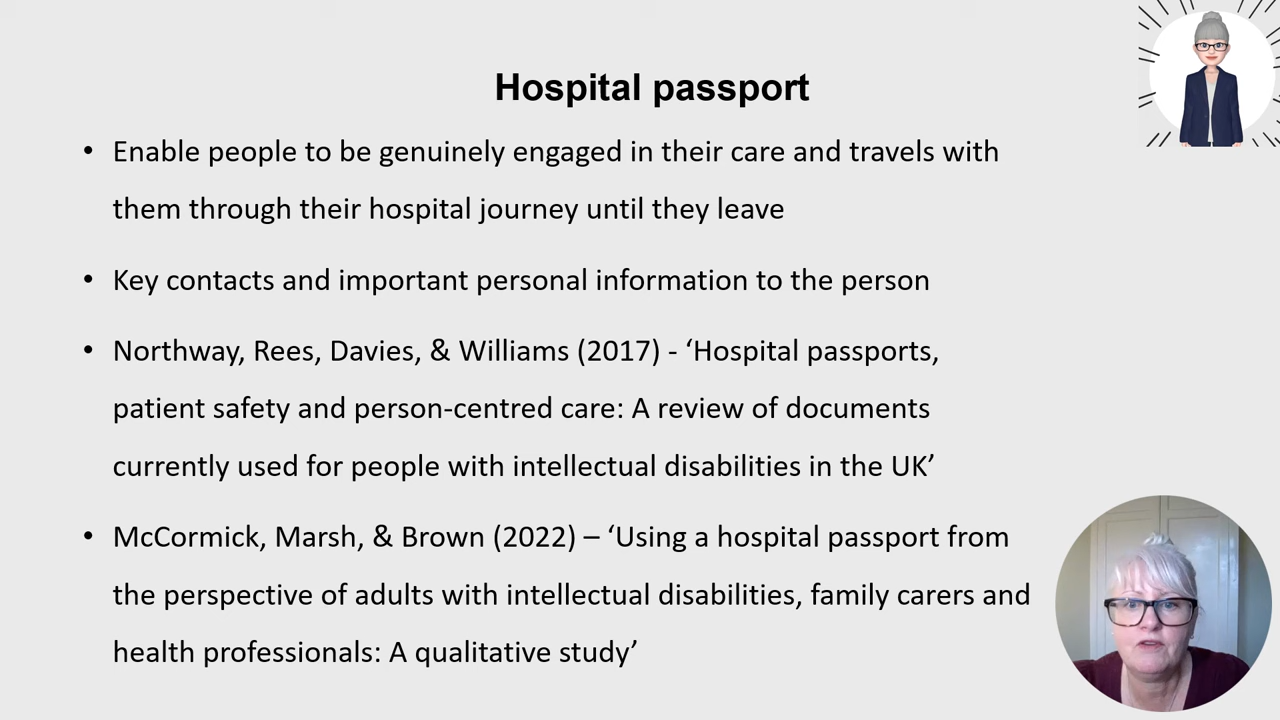 Hospital passport
• Enable people to be genuinely engaged in their care and travels with
them through their hospital journey until they leave
• Key contacts and important personal information to the person
• Northway, Rees, Davies, & Williams (2017) - ‘Hospital passports,
patient safety and person-centred care: A review of documents
currently used for people with intellectual disabilities in the UK’
• McCormick, Marsh, & Brown (2022) – ‘Using a hospital passport from
the perspective of adults with intellectual disabilities, family carers and
health professionals: A qualitative study’